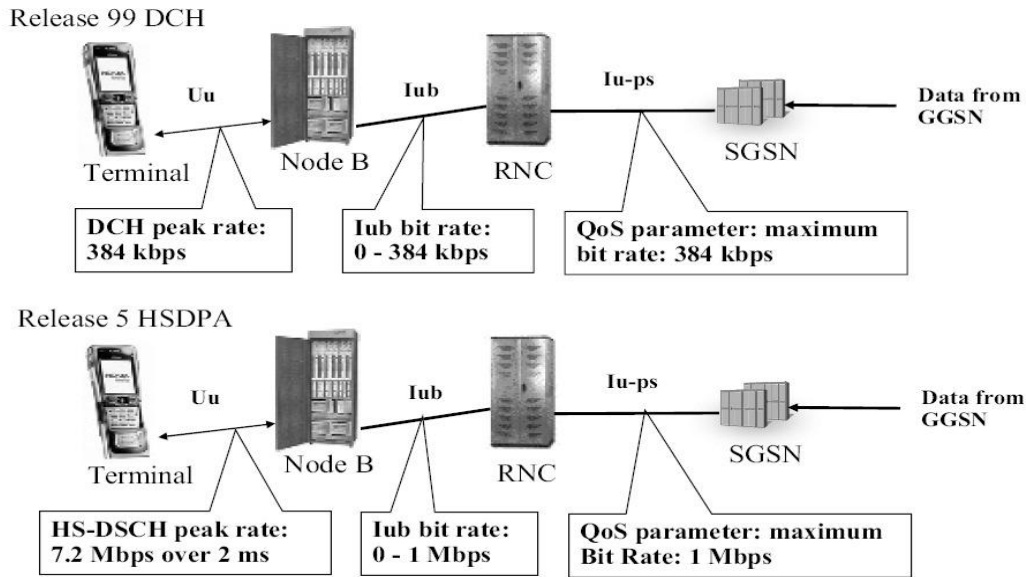 Release 99 DCH
Uu
Iub
Iu-ps
Data from
GGSN
Terminal
Node B
RNC
SGSN
DCH peak rate:
384 kbps
Iub bit rate:
0 - 384 kbps
QoS parameter: maximum
bit rate: 384 kbps
Release 5 HSDPA
Uu
Iub
Iu-ps
Data from
GGSN
Terminal
Node B
RNC
SGSN
HS-DSCH peak rate:
7.2 Mbps over 2 ms
Iub bit rate:
0 - 1 Mbps
QoS parameter: maximum
Bit Rate: 1 Mbps